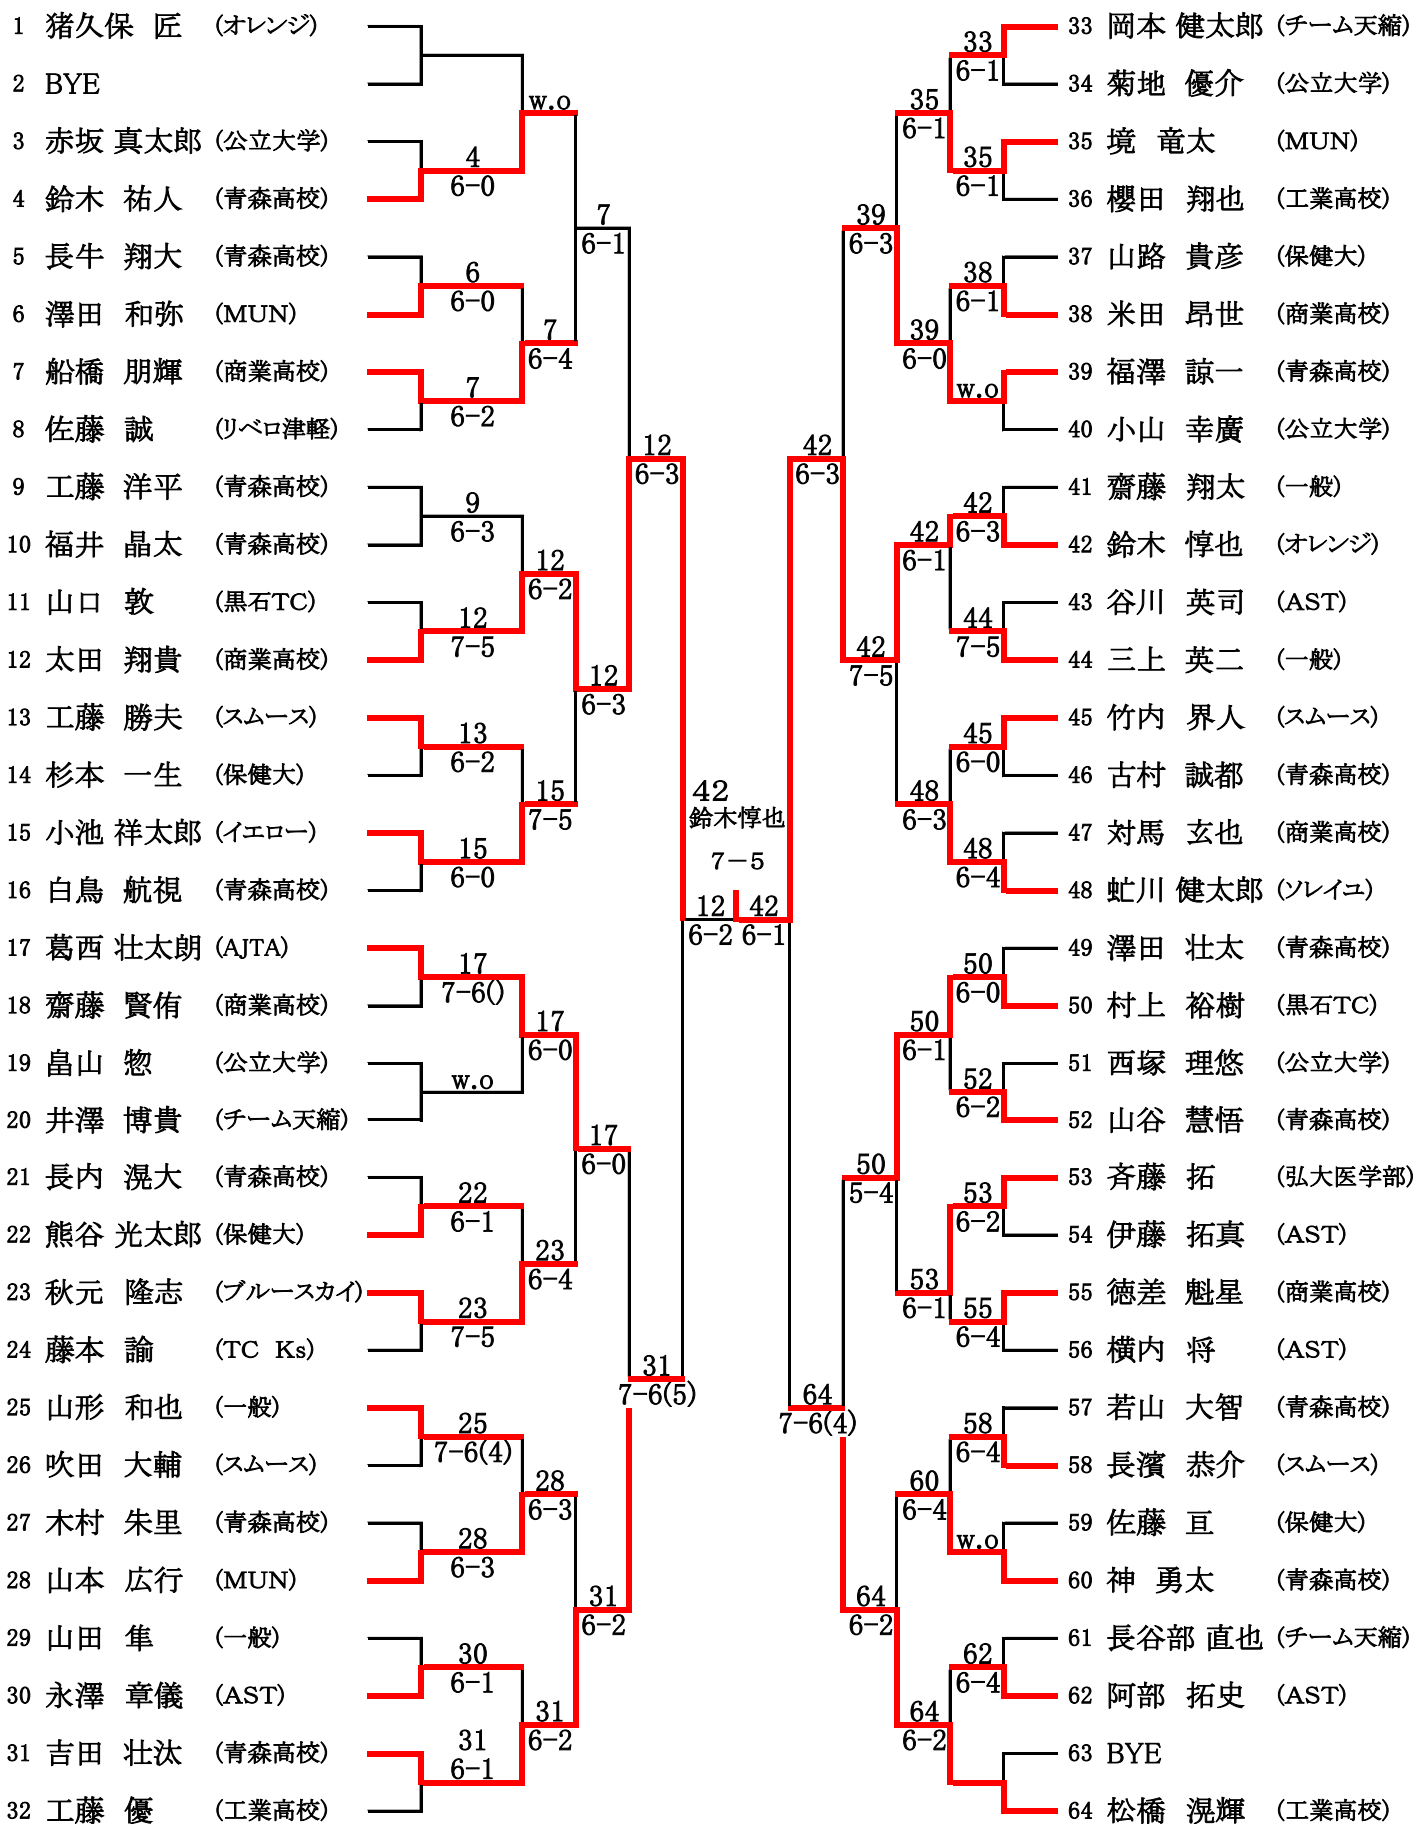 1 猪久保 匠 (オレンジ)
2 BYE
w.o
3 赤坂 真太郎 (公立大学)
4
6-0
4 鈴木 祐人 (青森高校)
7
6-1
5 長牛 翔大 (青森高校)
6
6-0
6 澤田 和弥 (MUN)
7
6-4
7 船橋 朋輝 (商業高校)
7
6-2
8 佐藤 誠 (リベロ津軽)
12
6-3
9 工藤 洋平 (青森高校)
9
6-3
10 福井 晶太 (青森高校)
12
6-2
11 山口 敦 (黒石TC)
12
7-5
12 太田 翔貴 (商業高校)
12
6-3
13 工藤 勝夫 (スムース)
13
6-2
14 杉本 一生 (保健大)
15
7-5
15 小池 祥太郎 (イエロー)
15
6-0
16 白鳥 航視 (青森高校)
42
鈴木惇也
7-5
12
6-2
42
6-1
17 葛西 壮太朗 (AJTA)
17
7-6()
18 齋藤 賢侑 (商業高校)
17
6-0
19 畠山 惣 (公立大学)
w.o
20 井澤 博貴 (チーム天縮)
17
6-0
21 長内 滉大 (青森高校)
22
6-1
22 熊谷 光太郎 (保健大)
23
6-4
23 秋元 隆志 (ブルースカイ)
23
7-5
24 藤本 諭 (TC Ks)
31
7-6(5)
25 山形 和也 (一般)
25
7-6(4)
26 吹田 大輔 (スムース)
28
6-3
27 木村 朱里 (青森高校)
28
6-3
28 山本 広行 (MUN)
31
6-2
29 山田 隼 (一般)
30
6-1
30 永澤 章儀 (AST)
31
6-2
31 吉田 壮汰 (青森高校)
31
6-1
32 工藤 優 (工業高校)
33 岡本 健太郎 (チーム天縮)
33
6-1
34 菊地 優介 (公立大学)
35
6-1
35 境 竜太 (MUN)
35
6-1
36 櫻田 翔也 (工業高校)
39
6-3
37 山路 貴彦 (保健大)
38
6-1
38 米田 昂世 (商業高校)
39
6-0
39 福澤 諒一 (青森高校)
w.o
40 小山 幸廣 (公立大学)
42
6-3
41 齋藤 翔太 (一般)
42
6-3
42 鈴木 惇也 (オレンジ)
42
6-1
43 谷川 英司 (AST)
44
7-5
44 三上 英二 (一般)
42
7-5
45 竹内 界人 (スムース)
45
6-0
46 古村 誠都 (青森高校)
48
6-3
47 対馬 玄也 (商業高校)
48
6-4
48 虻川 健太郎 (ソレイユ)
49 澤田 壮太 (青森高校)
50
6-0
50 村上 裕樹 (黒石TC)
50
6-1
51 西塚 理悠 (公立大学)
52
6-2
52 山谷 慧悟 (青森高校)
50
5-4
53 斉藤 拓 (弘大医学部)
53
6-2
54 伊藤 拓真 (AST)
53
6-1
55 徳差 魁星 (商業高校)
55
6-4
56 横内 将 (AST)
64
7-6(4)
57 若山 大智 (青森高校)
58
6-4
58 長濱 恭介 (スムース)
60
6-4
59 佐藤 亘 (保健大)
w.o
60 神 勇太 (青森高校)
64
6-2
61 長谷部 直也 (チーム天縮)
62
6-4
62 阿部 拓史 (AST)
64
6-2
63 BYE
64 松橋 滉輝 (工業高校)